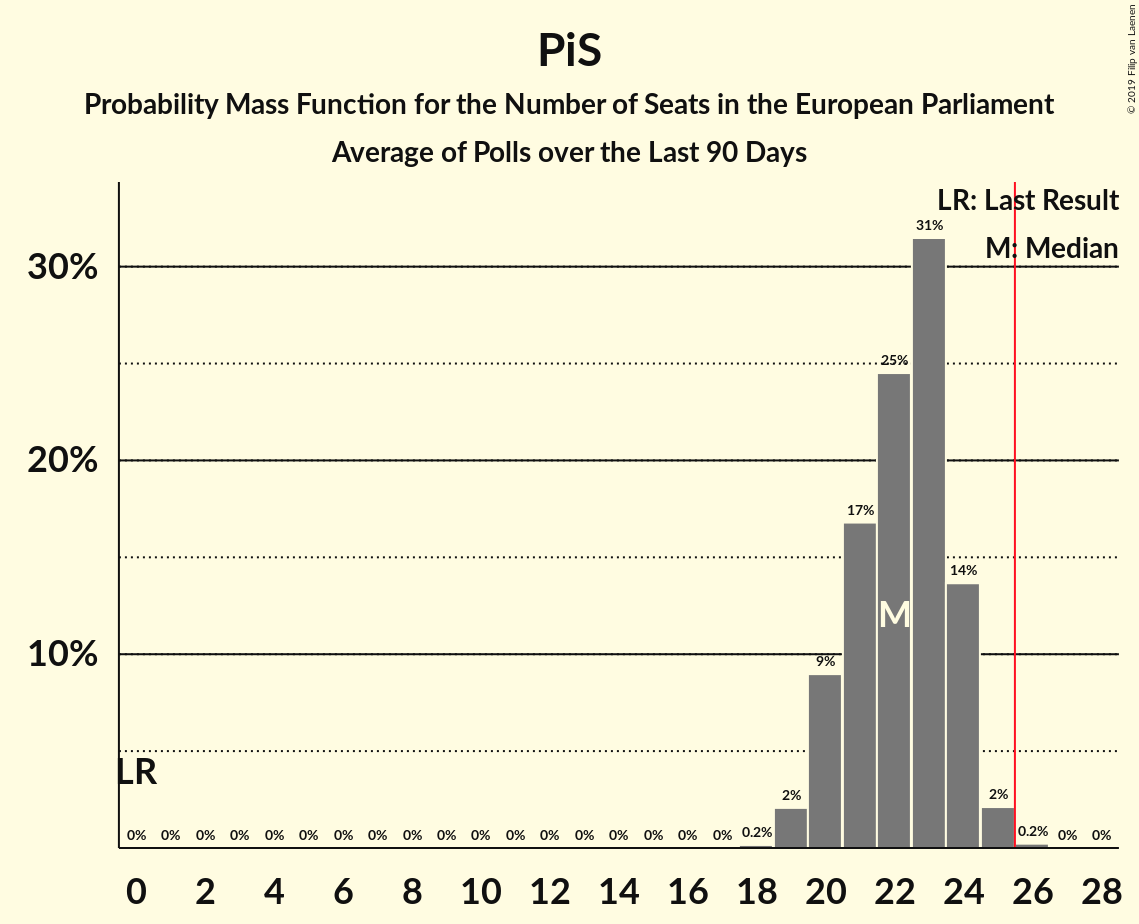 PiS
Probability Mass Function for the Number of Seats in the European Parliament
Average of Polls over the Last 90 Days
© 2019 Filip van Laenen
LR: Last Result
M: Median
31%
30%
25%
20%
17%
14%
M
10%
9%
LR
2%
2%
0% 0% 0% 0% 0% 0% 0% 0% 0% 0% 0% 0% 0% 0% 0% 0% 0% 0% 0.2% 0.2% 0% 0%
0 2 4 6 8 10 12 14 16 18 20 22 24 26 28